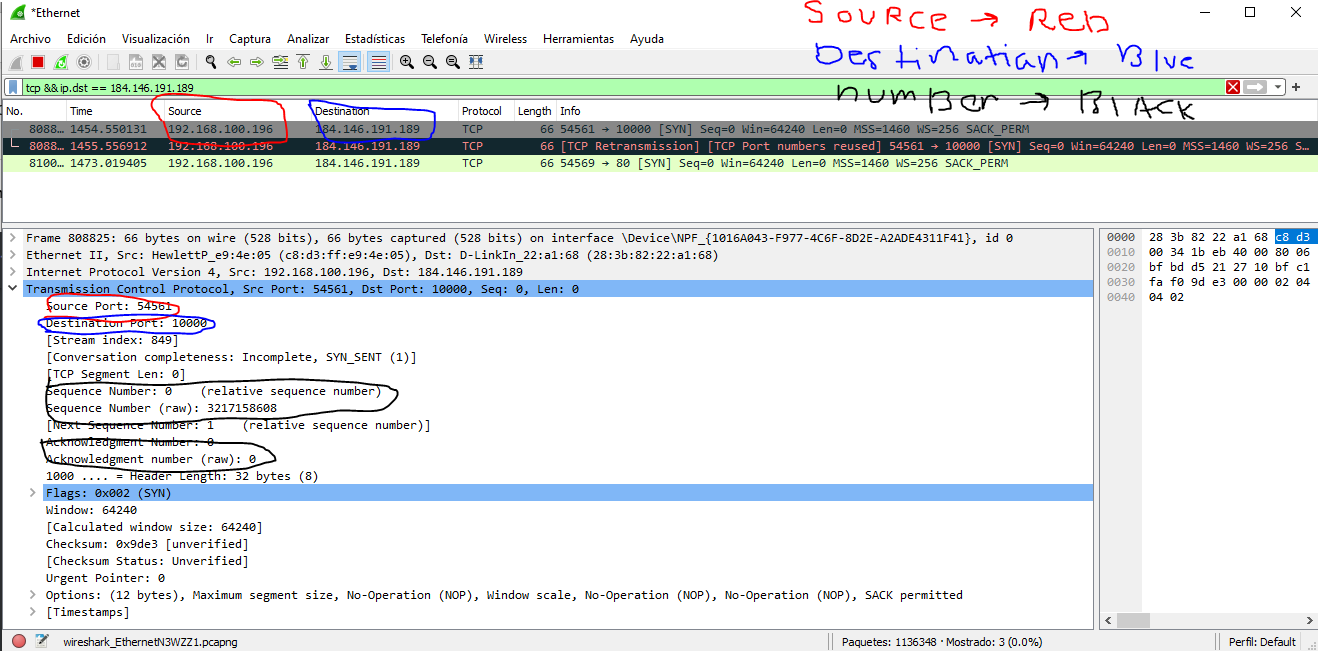 *Ethernet
SOURCE → Red
Destination → Blue
number → BLACK
Archivo Edición Visualización Ir Captura Analizar Estadísticas Telefonía Wireless Herramientas Ayuda
tcp &&ip.dst == 184.146.191.189
No. Time Source Destination Protocol Length Info
8088… 1454.550131 192.168.100.196 184.146.191.189 TCP 66 54561 → 10000 [SYN] Seq=0 Win=64240 Len=0 MSS=1460 WS=256 SACK_PERM
8088… 1455.556912 192.168.100.196 184.146.191.189 TCP 66 [TCP Retransmission] [TCP Port numbers reused] 54561 → 10000 [SYN] Seq=0 Win=64240 Len=0 MSS=1460 WS=256 S…
8100… 1473.019405 192.168.100.196 184.146.191.189 TCP 66 54569 → 80 [SYN] Seq=0 Win=64240 Len=0 MSS=1460 WS=256 SACK_PERM
Frame 808825: 66 bytes on wire (528 bits), 66 bytes captured (528 bits) on interface \Device\NPF_{1016A043-F977-4C6F-8D2E-A2ADE4311F41}, id 0
Ethernet II, Src: HewlettP_e9:4e:05 (c8:d3:ff:e9:4e:05), Dst: D-LinkIn_22:a1:68 (28:3b:82:22:a1:68)
Internet Protocol Version 4, Src: 192.168.100.196, Dst: 184.146.191.189
Transmission Control Protocol, Src Port: 54561, Dst Port: 10000, Seq: 0, Len: 0
Source Port: 54561
Destination Port: 10000
[Stream index: 849]
[Conversation completeness: Incomplete, SYN_SENT (1)]
[TCP Segment Len: 0]
Sequence Number: 0 (relative sequence number)
Sequence Number (raw): 3217158608
[Next Sequence Number: 1 (relative sequence number)]
Acknowledgment Number: 0
Acknowledgment number (raw): 0
1000 .... = Header Length: 32 bytes (8)
Flags: 0x002 (SYN)
Window: 64240
[Calculated window size: 64240]
Checksum: 0x9de3 [unverified]
[Checksum Status: Unverified]
Urgent Pointer: 0
Options: (12 bytes), Maximum segment size, No-Operation (NOP), Window scale, No-Operation (NOP), No-Operation (NOP), SACK permitted
[Timestamps]
0000 28 3b 82 22 a1 68 c8 d3
0010 00 34 1b eb 40 00 80 06
0020 bf bd d5 21 27 10 bf c1
0030 fa f0 9d e3 00 00 02 04
0040 04 02
wireshark_EthernetN3WZZ1.pcapng Paquetes: 1136348 · Mostrado: 3 (0.0%) Perfil: Default